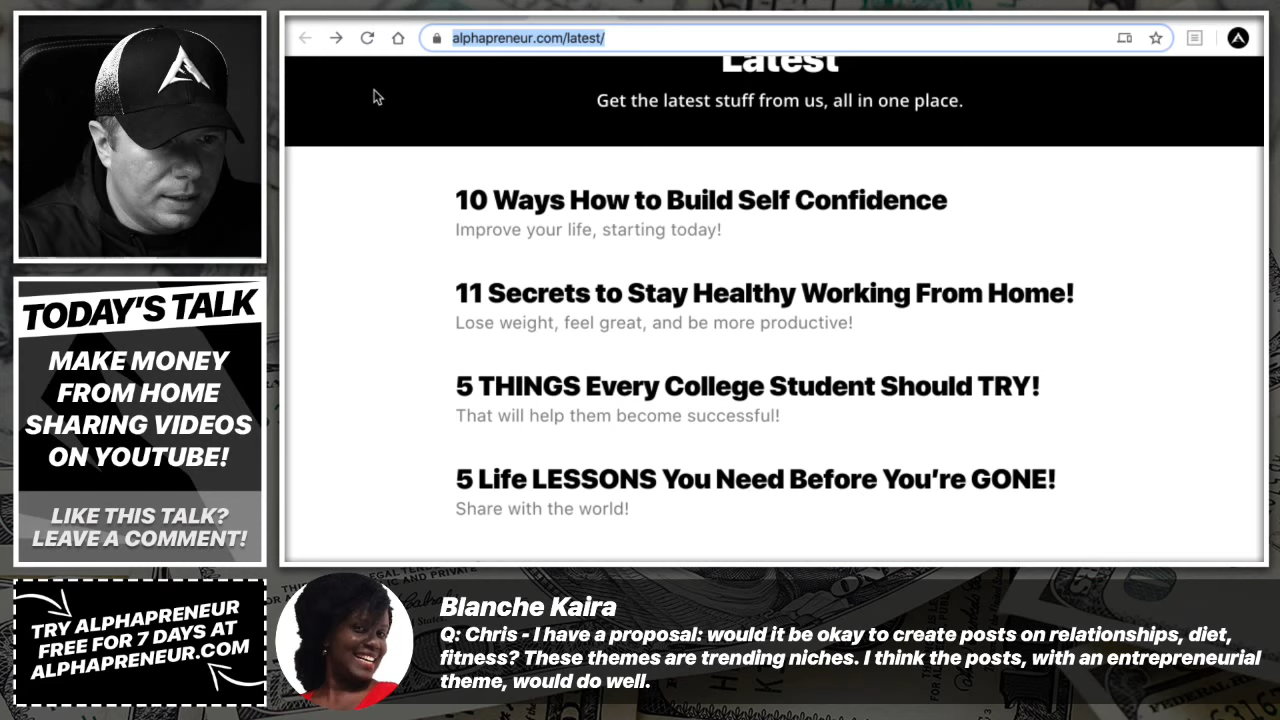 alphapreneur.com/latest/
Latest
Get the latest stuff from us, all in one place.
10 Ways How to Build Self Confidence
Improve your life, starting today!
11 Secrets to Stay Healthy Working From Home!
Lose weight, feel great, and be more productive!
5 THINGS Every College Student Should TRY!
That will help them become successful!
5 Life LESSONS You Need Before You’re GONE!
Share with the world!
TODAY'S TALK
MAKE MONEY
FROM HOME
SHARING VIDEOS
ON YOUTUBE!
LIKE THIS TALK?
LEAVE A COMMENT!
TRY ALPHAPRENEUR
FREE FOR 7 DAYS AT
ALPHAPRENEUR.COM
Blanche Kaira
Q: Chris - I have a proposal: would it be okay to create posts on relationships, diet,
fitness? These themes are trending niches. I think the posts, with an entrepreneurial
theme, would do well.